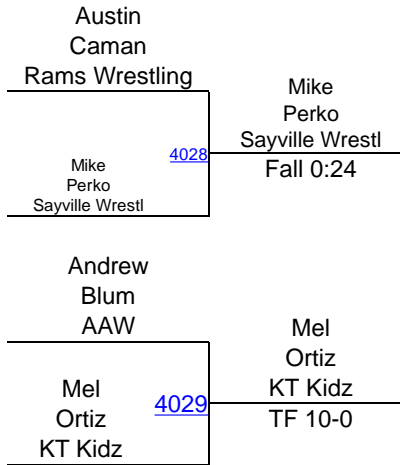 Austin
Caman
Rams Wrestling
Mike
Perko
Sayville Wrestl
4028
Mike
Perko
Sayville Wrestl
Fall 0:24
Andrew
Blum
AAW
Mel
Ortiz
KT Kidz
4029
Mel
Ortiz
KT Kidz
TF 10-0